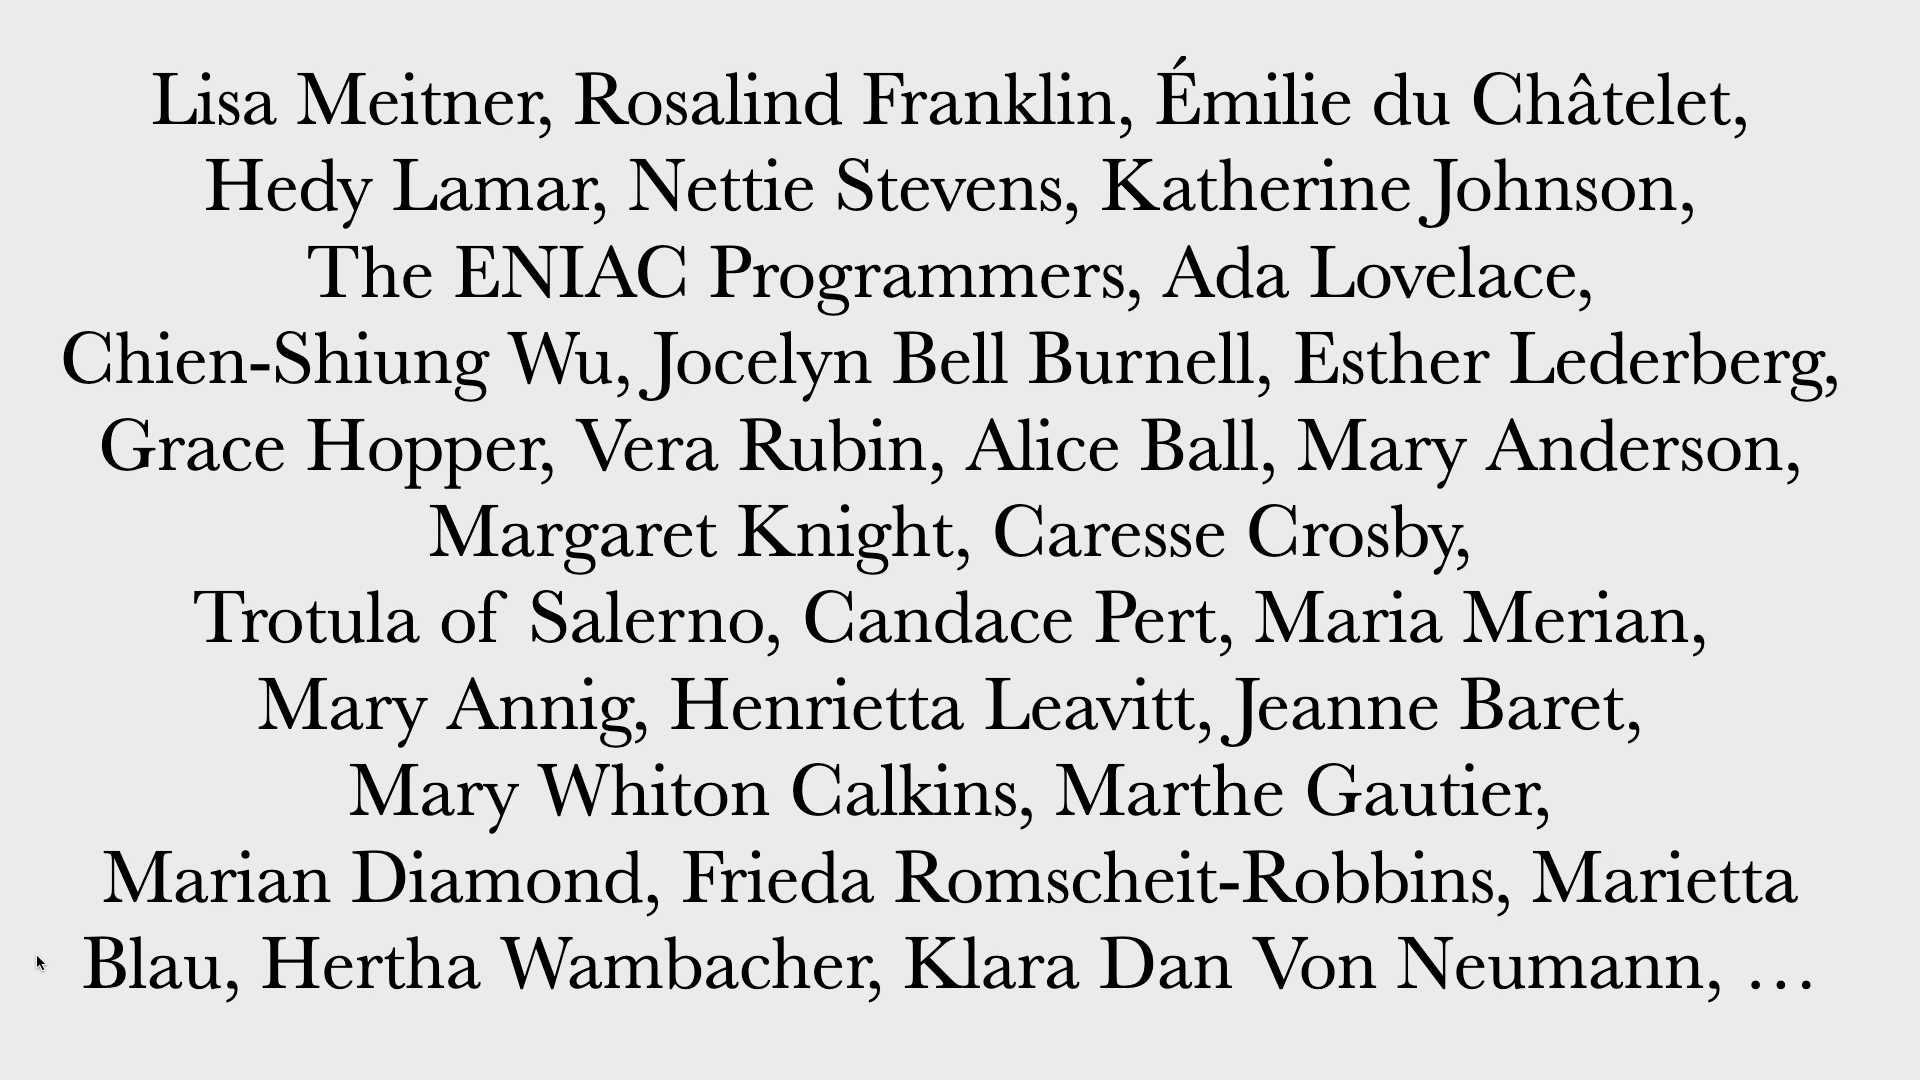 Lisa Meitner, Rosalind Franklin, Émilie du Châtelet,
Hedy Lamar, Nettie Stevens, Katherine Johnson,
The ENIAC Programmers, Ada Lovelace,
Chien-Shiung Wu, Jocelyn Bell Burnell, Esther Lederberg,
Grace Hopper, Vera Rubin, Alice Ball, Mary Anderson,
Margaret Knight, Caresse Crosby,
Trotula of Salerno, Candace Pert, Maria Merian,
Mary Annig, Henrietta Leavitt, Jeanne Baret,
Mary Whiton Calkins, Marthe Gautier,
Marian Diamond, Frieda Romscheit-Robbins, Marietta
Blau, Hertha Wambacher, Klara Dan Von Neumann, …